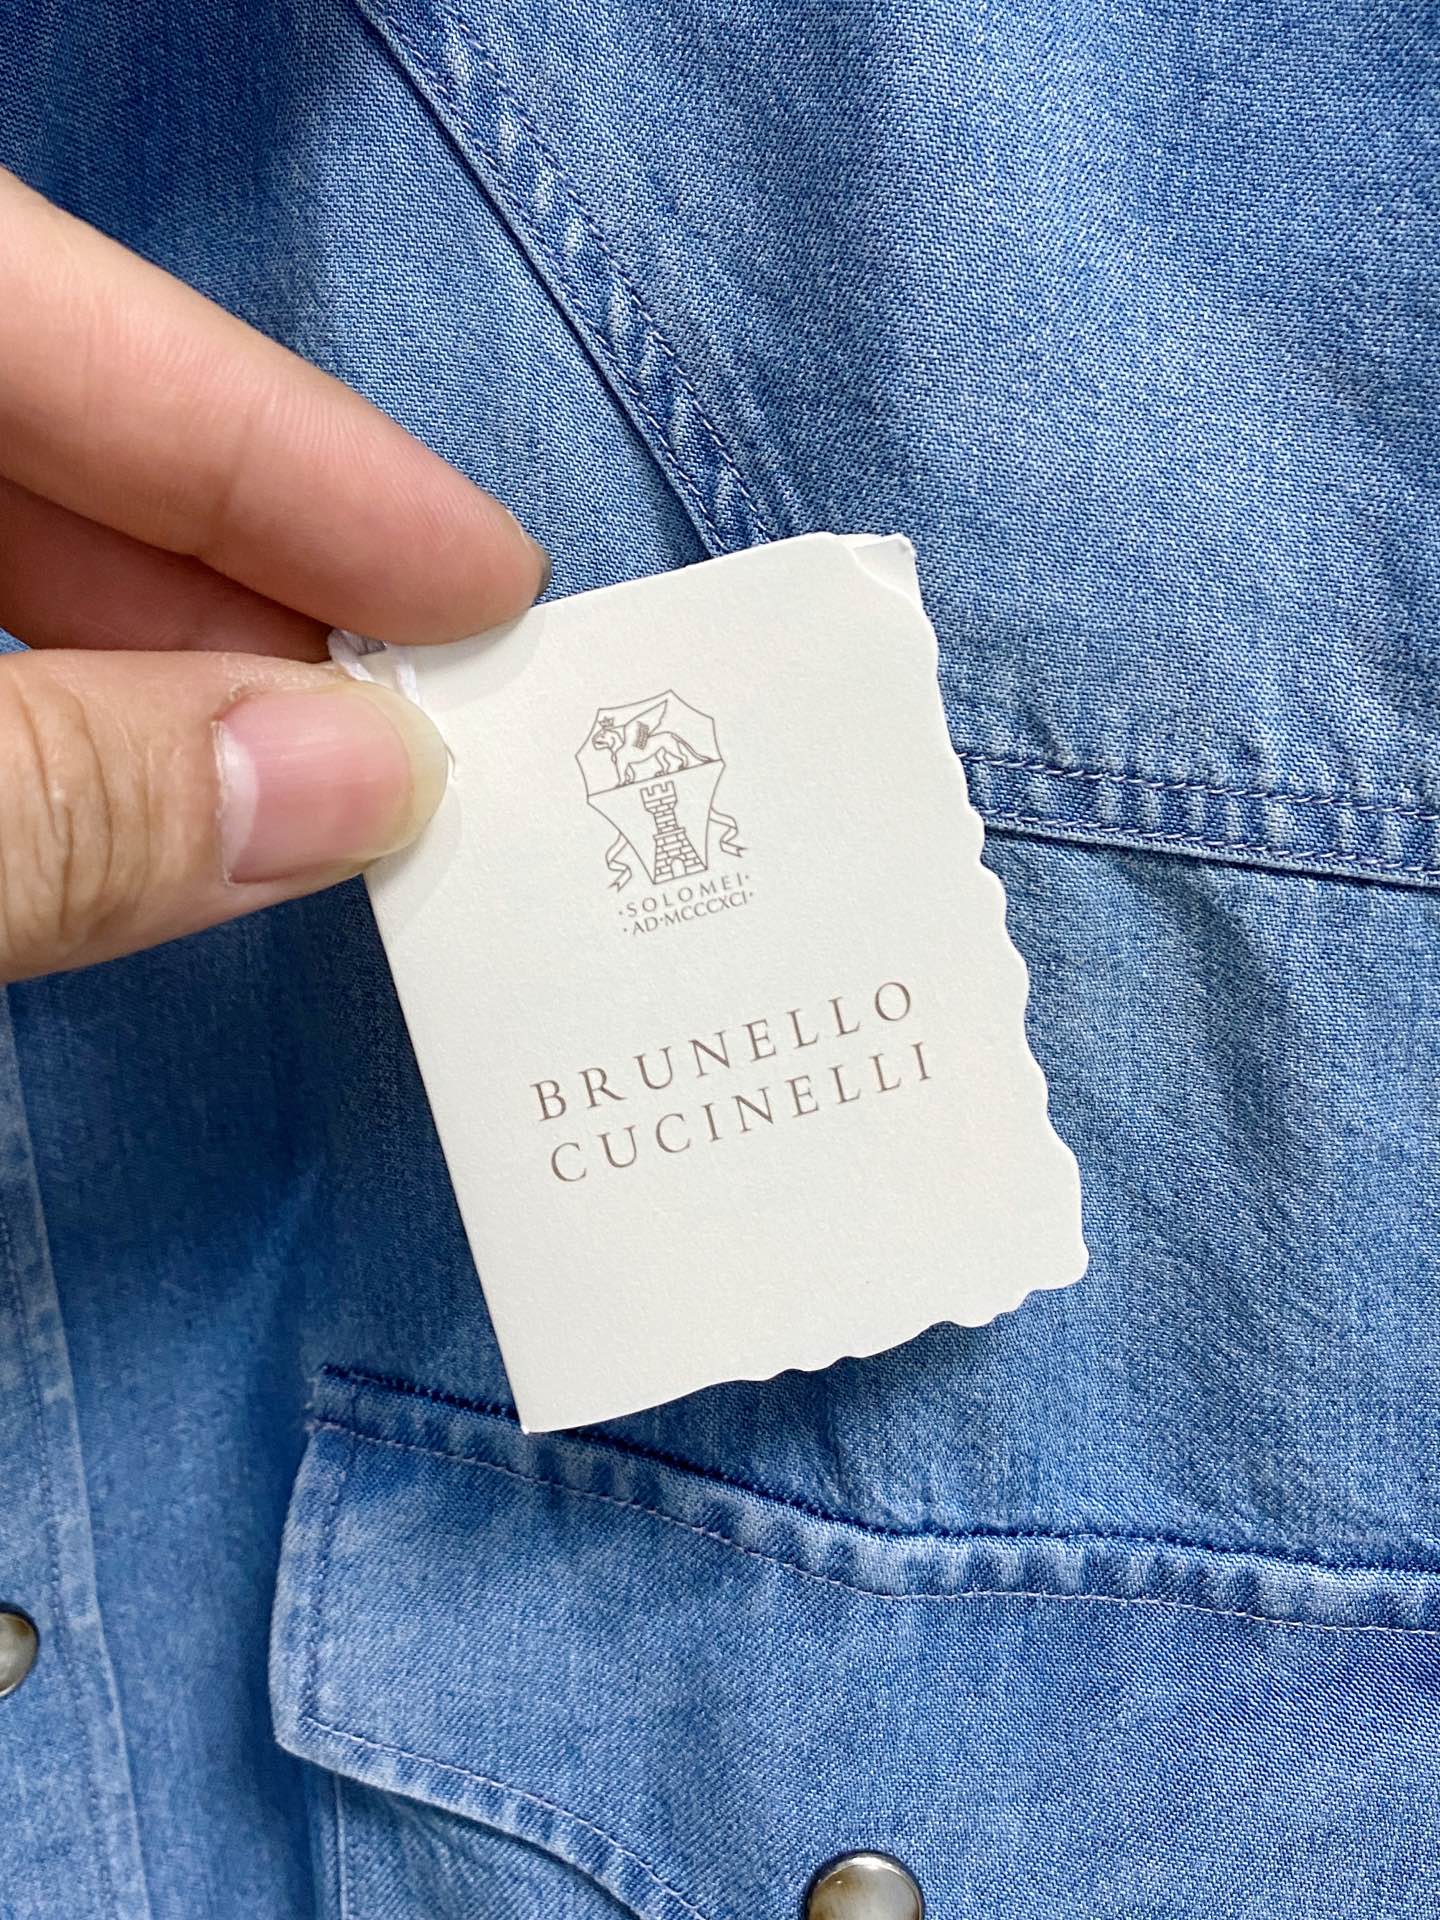 ·SOLOMEI·
·AD·MCCCXCI·
BRUNELLO
CUCINELLI